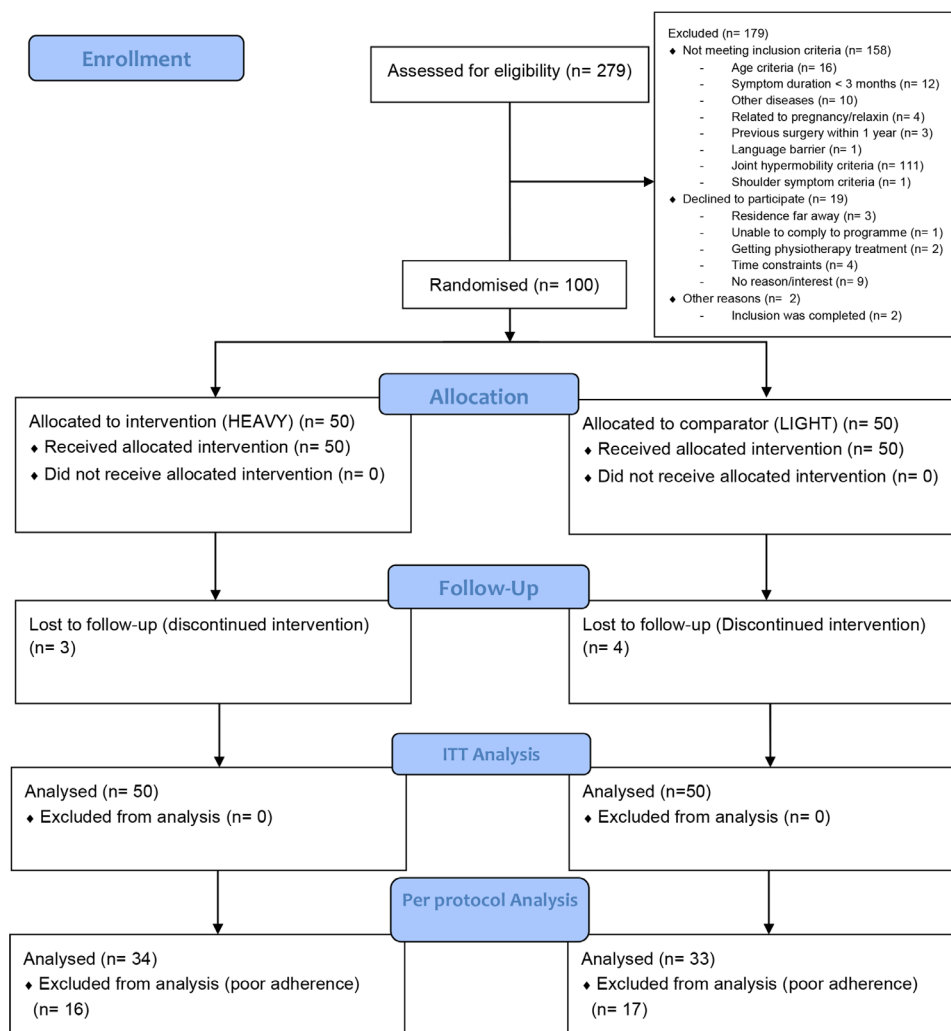 Enrollment
Assessed for eligibility (n= 279)
Excluded (n= 179)
♦ Not meeting inclusion criteria (n= 158)
- Age criteria (n= 16)
- Symptom duration < 3 months (n= 12)
- Other diseases (n= 10)
- Related to pregnancy/relaxin (n= 4)
- Previous surgery within 1 year (n= 3)
- Language barrier (n= 1)
- Joint hypermobility criteria (n= 111)
- Shoulder symptom criteria (n= 1)
♦ Declined to participate (n= 19)
- Residence far away (n= 3)
- Unable to comply to programme (n= 1)
- Getting physiotherapy treatment (n= 2)
- Time constraints (n= 4)
- No reason/interest (n= 9)
♦ Other reasons (n= 2)
- Inclusion was completed (n= 2)
Randomised (n= 100)
Allocation
Allocated to intervention (HEAVY) (n= 50)
♦ Received allocated intervention (n= 50)
♦ Did not receive allocated intervention (n= 0)
Allocated to comparator (LIGHT) (n= 50)
♦ Received allocated intervention (n= 50)
♦ Did not receive allocated intervention (n= 0)
Follow-Up
Lost to follow-up (discontinued intervention)
(n= 3)
Lost to follow-up (Discontinued intervention)
(n= 4)
ITT Analysis
Analysed (n= 50)
♦ Excluded from analysis (n= 0)
Analysed (n=50)
♦ Excluded from analysis (n= 0)
Per protocol Analysis
Analysed (n= 34)
♦ Excluded from analysis (poor adherence)
(n= 16)
Analysed (n= 33)
♦ Excluded from analysis (poor adherence)
(n= 17)